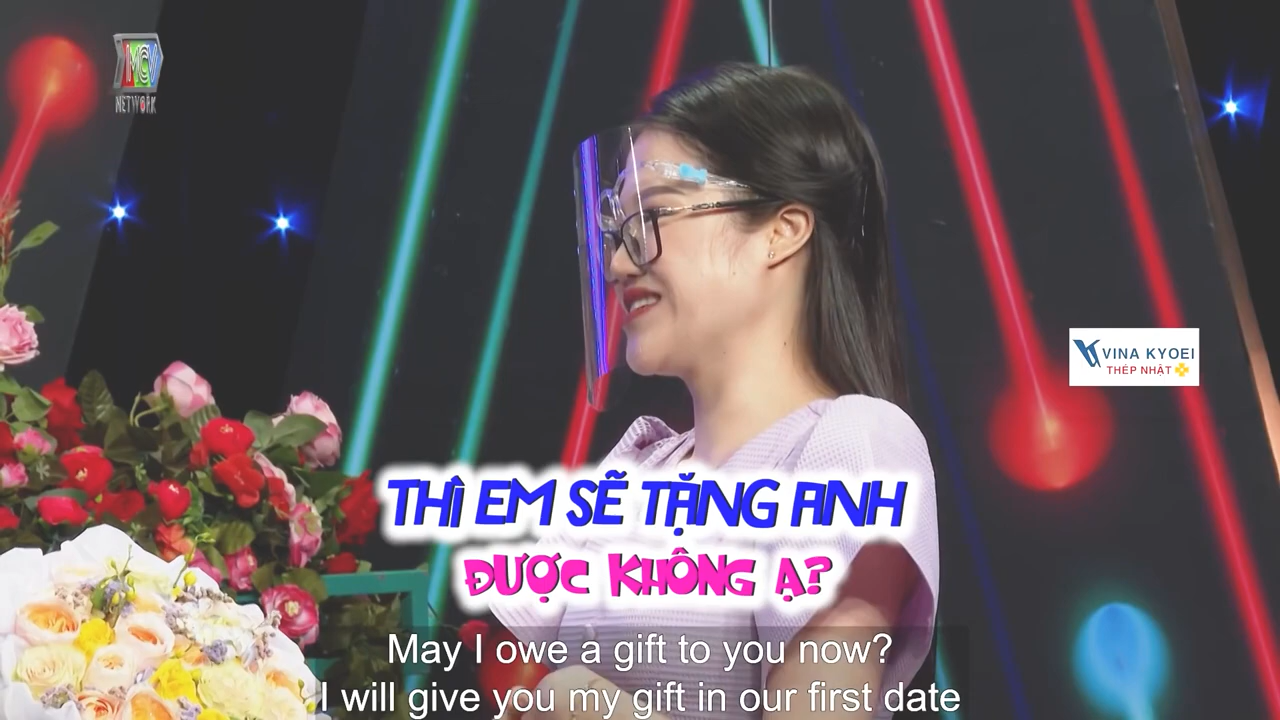 MCV
NETWORK
VINA KYOEI
THÉP NHẬT
THÌ EM SẼ TẶNG ANH
ĐƯỢC KHÔNG Ạ?
May I owe a gift to you now?
I will give you my gift in our first date